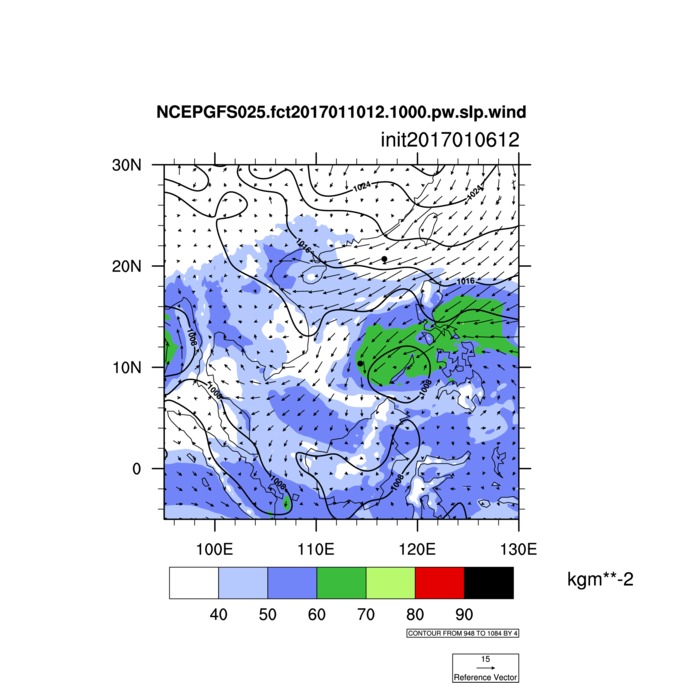 NCEPGFS025.fct2017011012.1000.pw.slp.wind
init2017010612
30N
20N
10N
0
1024
1024
1016
1016
1008
1008
1008
1008
1008
100E 110E 120E 130E
40 50 60 70 80 90
kgm**-2
CONTOUR FROM 948 TO 1084 BY 4
15
Reference Vector